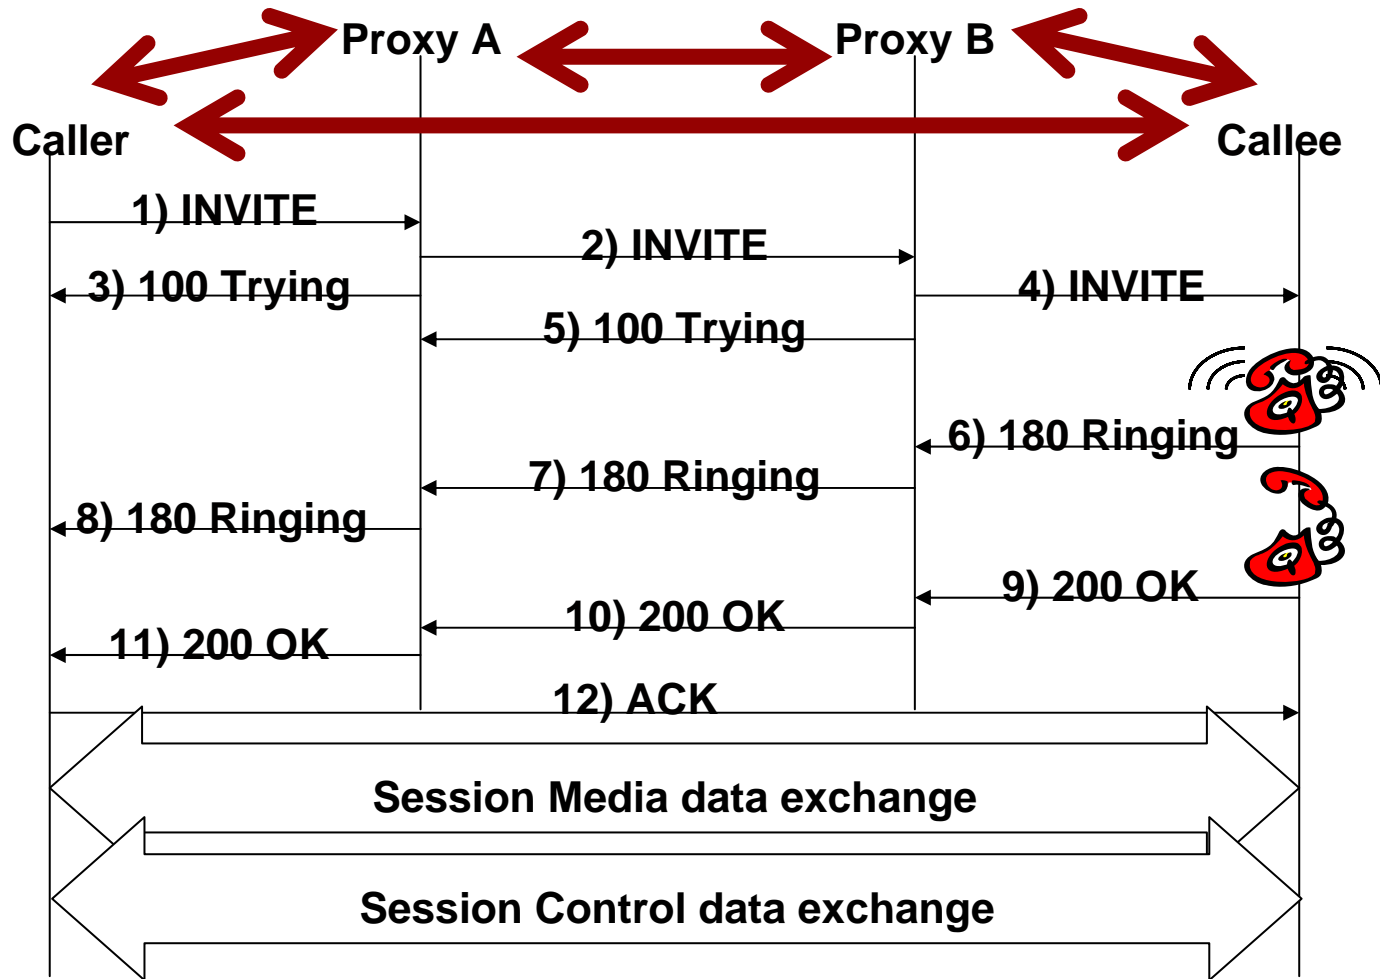 Proxy A
Proxy B
Caller
Callee
1) INVITE
2) INVITE
3) 100 Trying
4) INVITE
5) 100 Trying
6) 180 Ringing
7) 180 Ringing
8) 180 Ringing
9) 200 OK
10) 200 OK
11) 200 OK
12) ACK
Session Media data exchange
Session Control data exchange